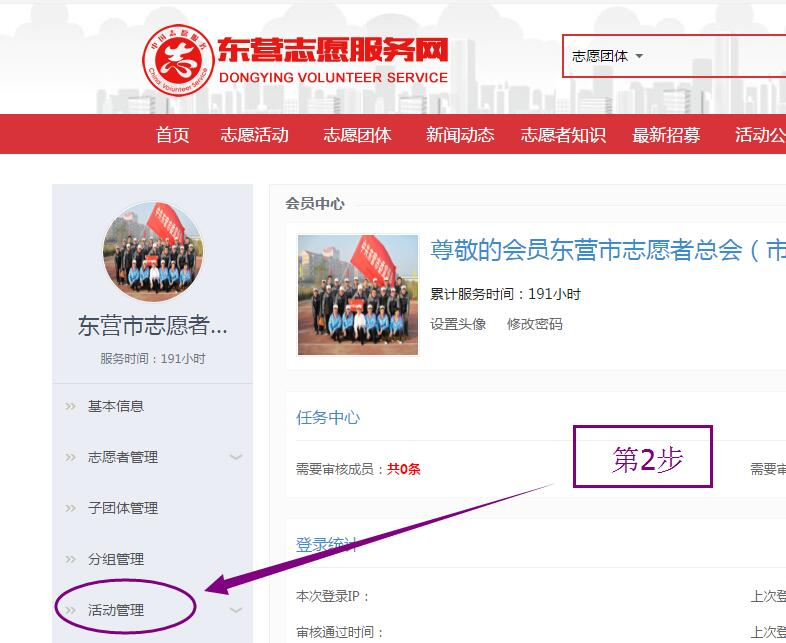 中国志愿服务
China Volunteer Service
东营志愿服务网
DONGYING VOLUNTEER SERVICE
志愿团体
首页 志愿活动 志愿团体 新闻动态 志愿者知识 最新招募 活动公
东营市志愿者...
服务时间：191小时
基本信息
志愿者管理
子团体管理
分组管理
活动管理
会员中心
尊敬的会员东营市志愿者总会（市
累计服务时间：191小时
设置头像 修改密码
任务中心
需要审核成员：共0条 需要审
第2步
登录统计
本次登录IP： 上次登
审核通过时间： 上次登